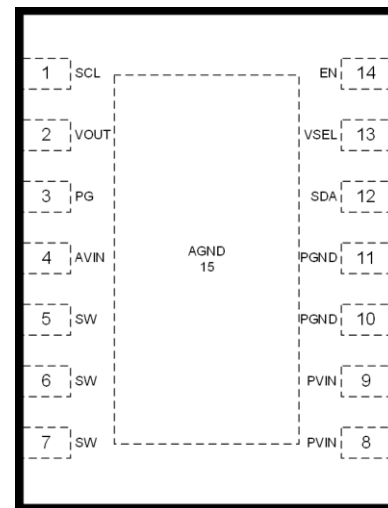 1 SCL EN 14
2 VOUT VSEL 13
3 PG SDA 12
4 AVIN AGND PGND 11
15
5 SW PGND 10
6 SW PVIN 9
7 SW PVIN 8